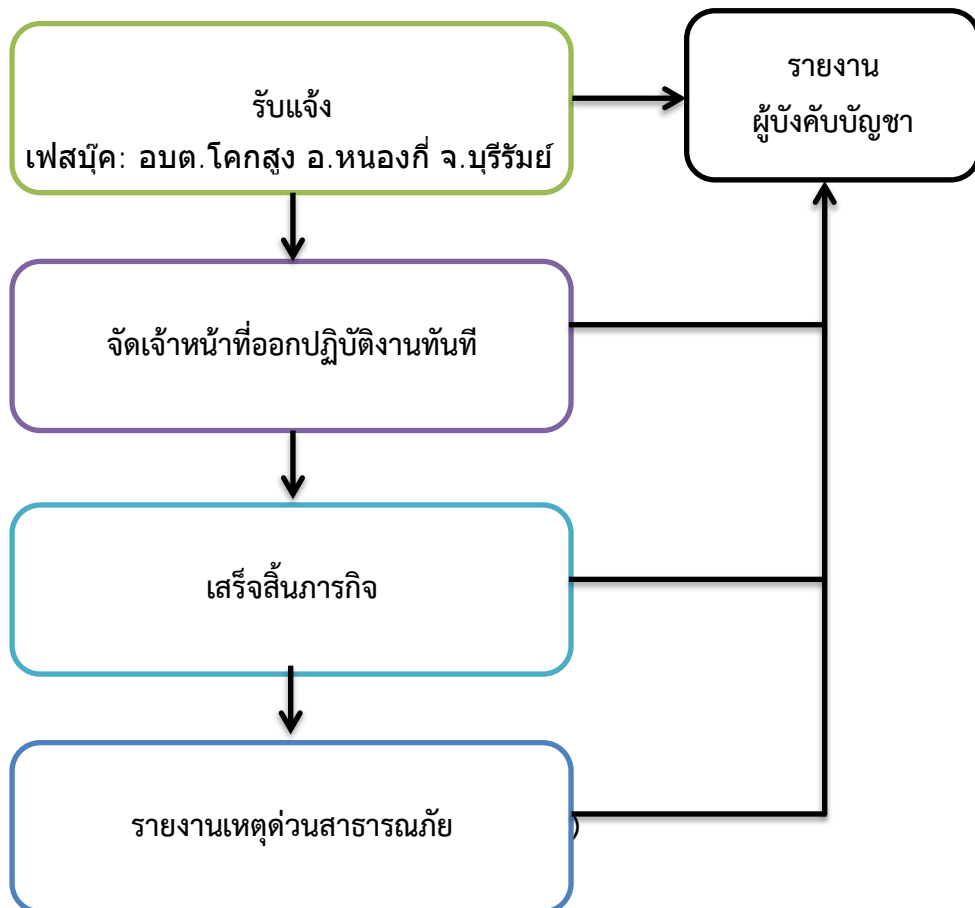 รับแจ้ง
เฟสบุ๊ค: อบต.โคกสูง อ.หนองกี่ จ.บุรีรัมย์
รายงาน
ผู้บังคับบัญชา
จัดเจ้าหน้าที่ออกปฏิบัติงานทันที
เสร็จสิ้นภารกิจ
รายงานเหตุด่วนสาธารณภัย
)